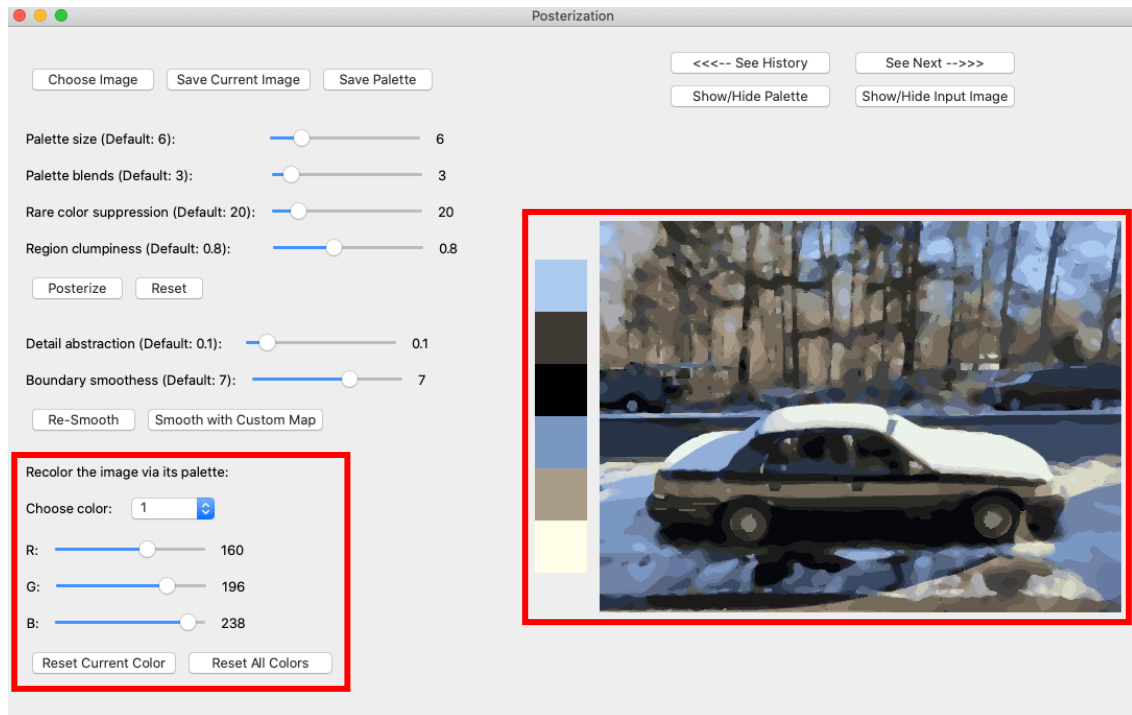 Posterization
Choose Image Save Current Image Save Palette
<<<-- See History See Next -->>>
Show/Hide Palette Show/Hide Input Image
Palette size (Default: 6): 6
Palette blends (Default: 3): 3
Rare color suppression (Default: 20): 20
Region clumpiness (Default: 0.8): 0.8
Posterize Reset
Detail abstraction (Default: 0.1): 0.1
Boundary smoothness (Default: 7): 7
Re-Smooth Smooth with Custom Map
Recolor the image via its palette:
Choose color: 1
R: 160
G: 196
B: 238
Reset Current Color Reset All Colors